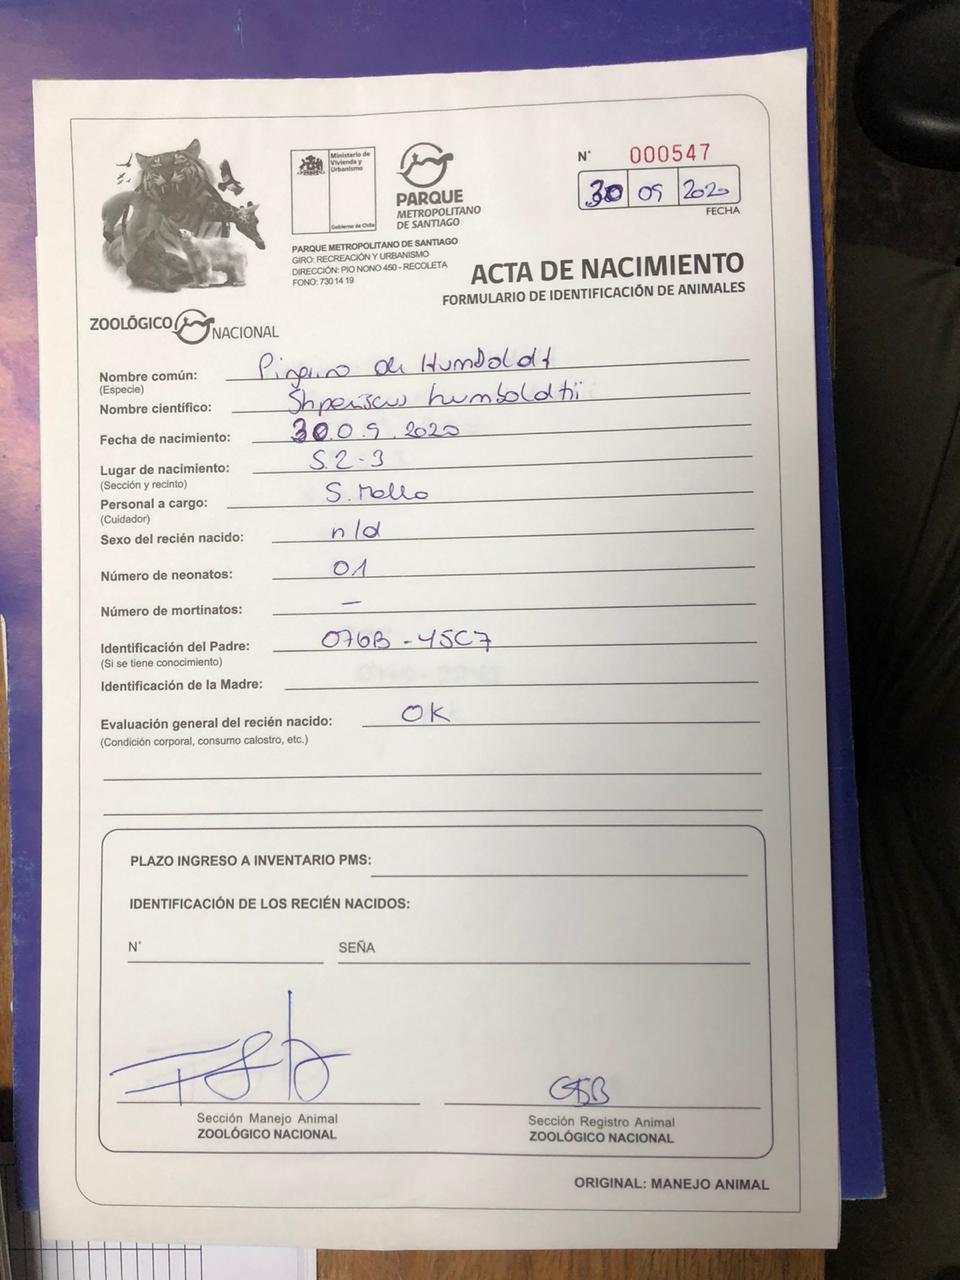 Ministerio de
Vivienda y
Urbanismo
Gobierno de Chile
PARQUE
METROPOLITANO
DE SANTIAGO
N° 000547
30 09 2020
FECHA
PARQUE METROPOLITANO DE SANTIAGO
GIRO: RECREACIÓN Y URBANISMO
DIRECCIÓN: PIO NONO 450 - RECOLETA
FONO: 730 14 19
ACTA DE NACIMIENTO
FORMULARIO DE IDENTIFICACIÓN DE ANIMALES
ZOOLÓGICO NACIONAL
Nombre común: Pinguino de Humboldt
(Especie)
Nombre científico: Shpeniscus humboldtii
Fecha de nacimiento: 30.09.2020
Lugar de nacimiento: S.2-3
(Sección y recinto)
Personal a cargo: S. Mello
(Cuidador)
Sexo del recién nacido: n/d
Número de neonatos: 01
Número de mortinatos: —
Identificación del Padre: 076B-45C7
(Si se tiene conocimiento)
Identificación de la Madre:
Evaluación general del recién nacido: OK
(Condición corporal, consumo calostro, etc.)
PLAZO INGRESO A INVENTARIO PMS:
IDENTIFICACIÓN DE LOS RECIÉN NACIDOS:
N° SEÑA
Sección Manejo Animal
ZOOLÓGICO NACIONAL
GSB
Sección Registro Animal
ZOOLÓGICO NACIONAL
ORIGINAL: MANEJO ANIMAL